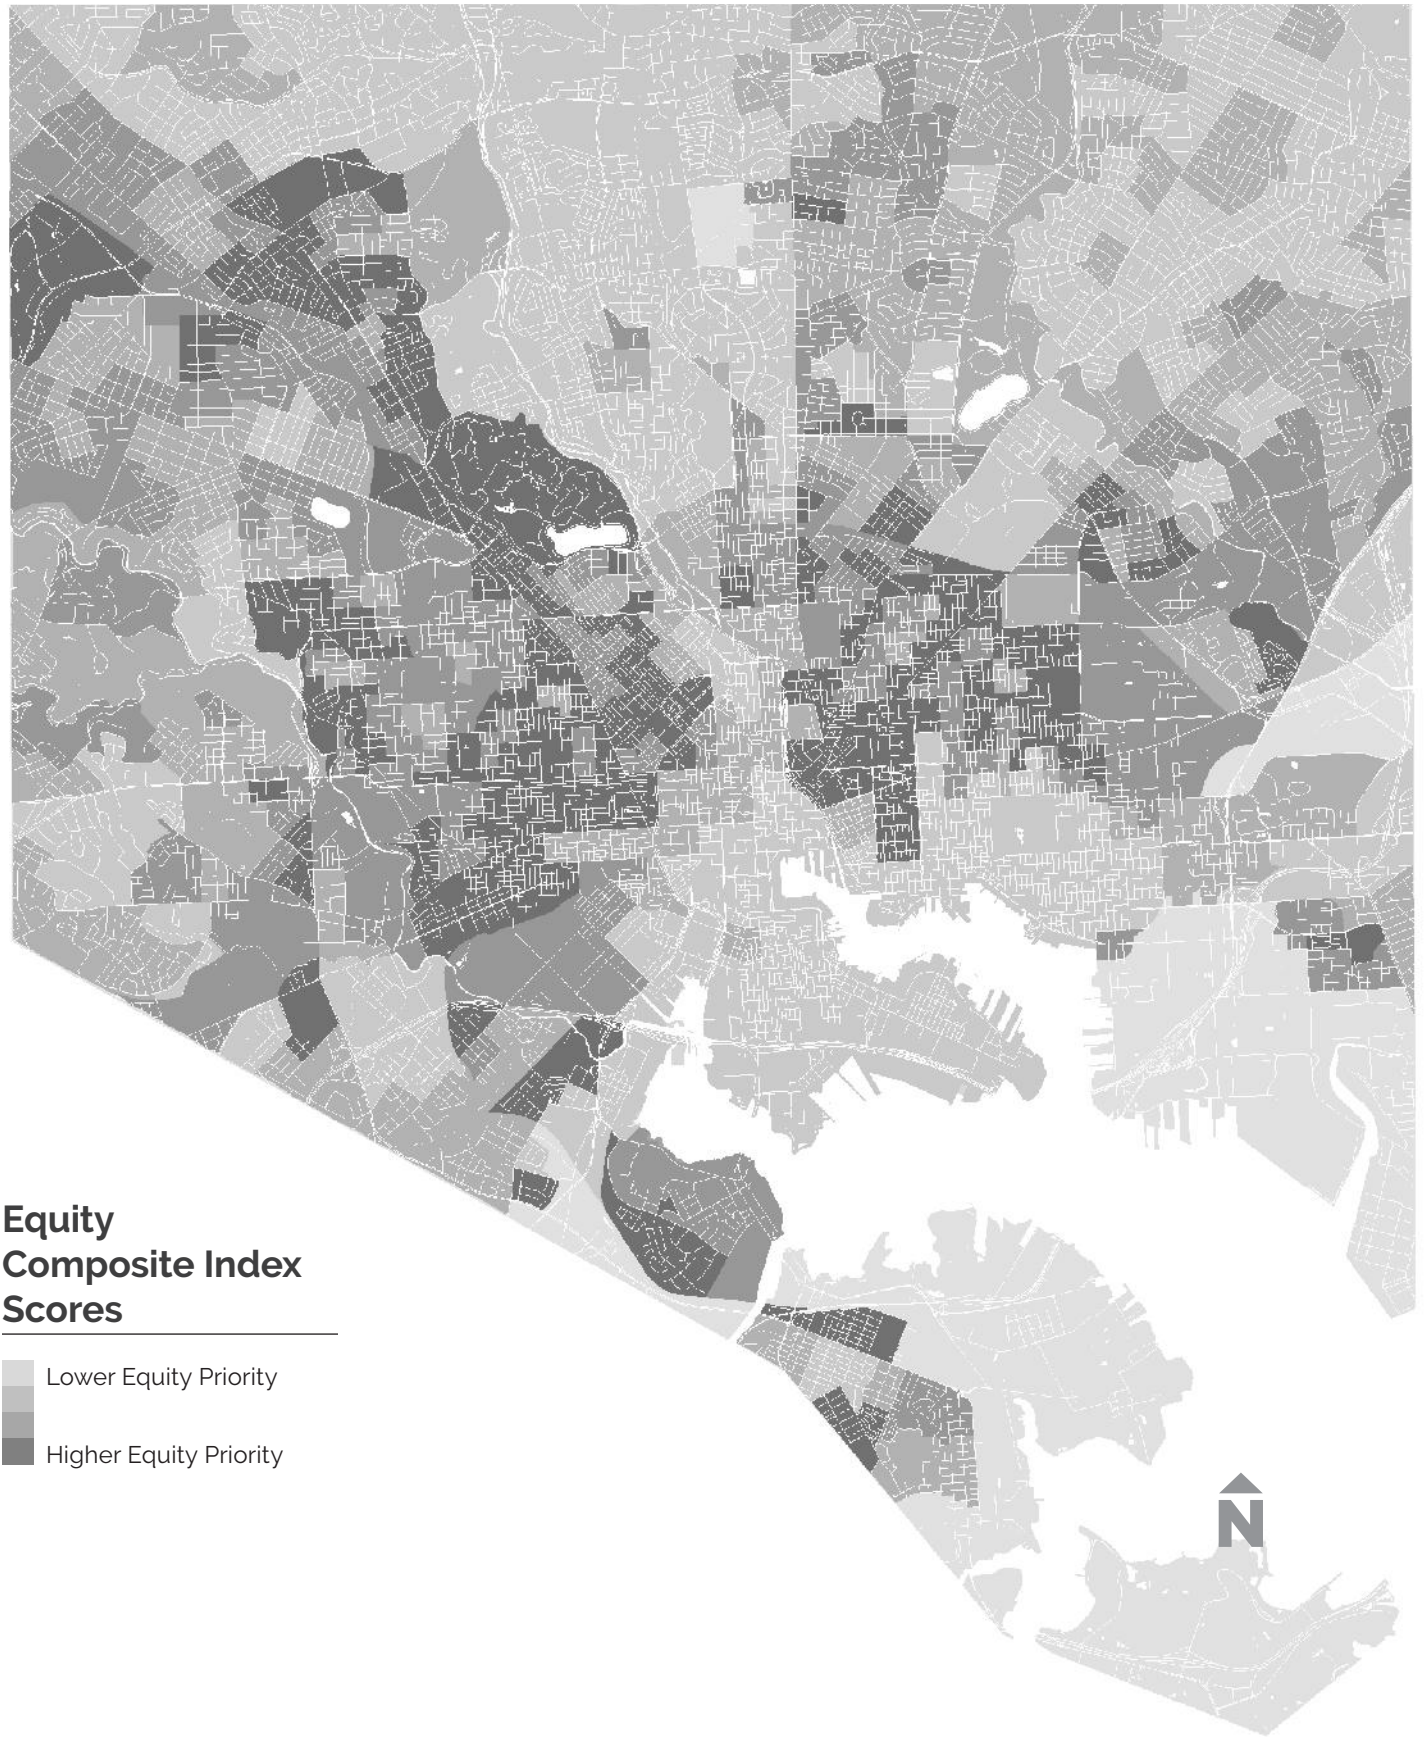 Equity
Composite Index
Scores
Lower Equity Priority
Higher Equity Priority
N